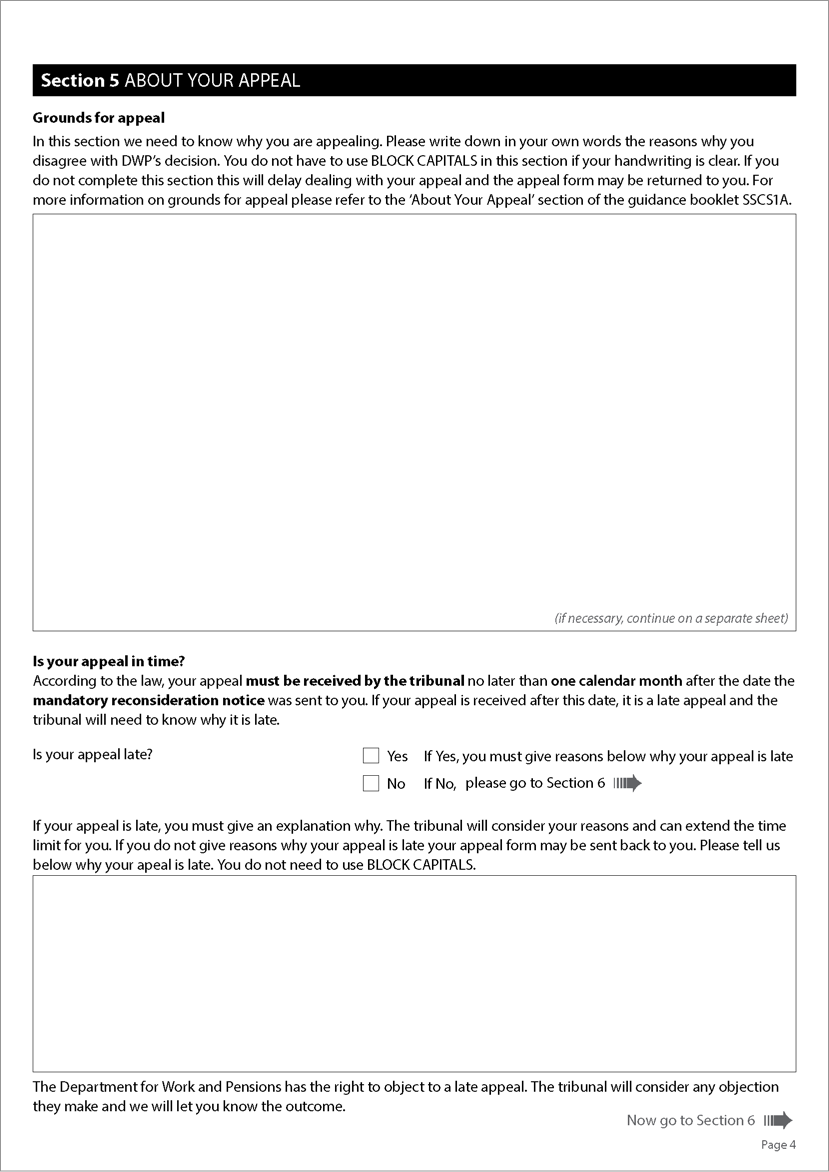 Section 5 ABOUT YOUR APPEAL
Grounds for appeal
In this section we need to know why you are appealing. Please write down in your own words the reasons why you
disagree with DWP's decision. You do not have to use BLOCK CAPITALS in this section if your handwriting is clear. If you
do not complete this section this will delay dealing with your appeal and the appeal form may be returned to you. For
more information on grounds for appeal please refer to the 'About Your Appeal' section of the guidance booklet SSCS1A.
(if necessary, continue on a separate sheet)
Is your appeal in time?
According to the law, your appeal must be received by the tribunal no later than one calendar month after the date the
mandatory reconsideration notice was sent to you. If your appeal is received after this date, it is a late appeal and the
tribunal will need to know why it is late.
Is your appeal late? Yes If Yes, you must give reasons below why your appeal is late
No If No, please go to Section 6
If your appeal is late, you must give an explanation why. The tribunal will consider your reasons and can extend the time
limit for you. If you do not give reasons why your appeal is late your appeal form may be sent back to you. Please tell us
below why your apeal is late. You do not need to use BLOCK CAPITALS.
The Department for Work and Pensions has the right to object to a late appeal. The tribunal will consider any objection
they make and we will let you know the outcome.
Now go to Section 6
Page 4